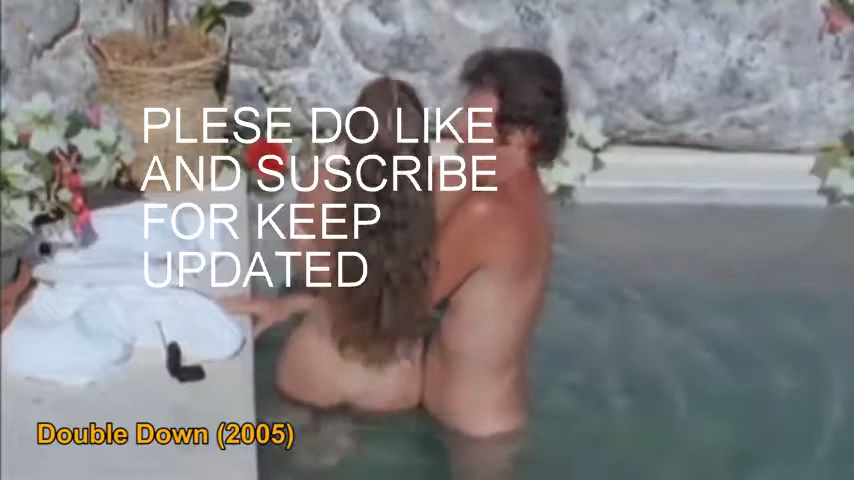 PLESE DO LIKE
AND SUSCRIBE
FOR KEEP
UPDATED
Double Down (2005)